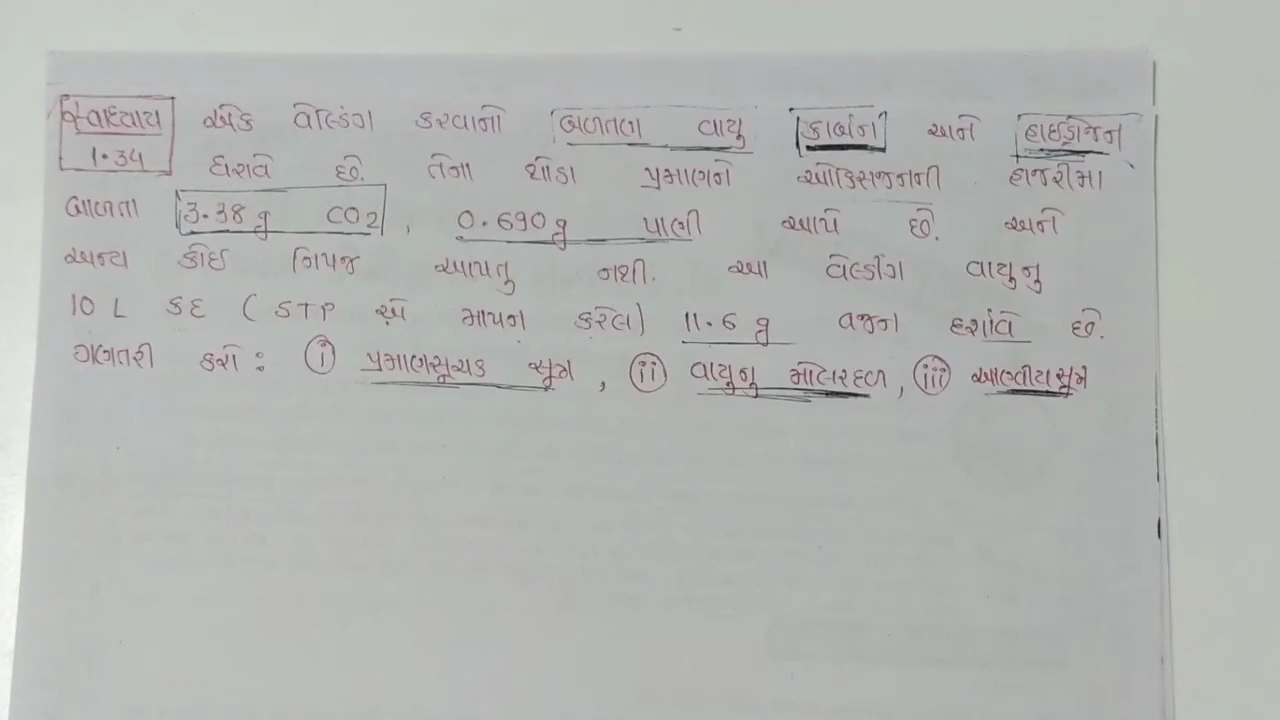 સ્વાધ્યાય એક વેલ્ડિંગ કરવાનો બળતણ વાયુ કાર્બન અને હાઇડ્રોજન
1.34 ધરાવે છે. તેના થોડા પ્રમાણને ઓક્સિજનની હાજરીમા
બાળતા 3.38 g CO2 , 0.690 g પાણી આપે છે. અને
અન્ય કોઈ નિપજ આપતુ નથી. આ વેલ્ડીંગ વાયુનુ
10 L કદ ( STP એ માપન કરેલ) 11.6 g વજન દર્શાવે છે.
ગણતરી કરો : (i) પ્રમાણસૂચક સૂત્ર , (ii) વાયુનુ મોલરદળ , (iii) આણ્વીયસૂત્ર